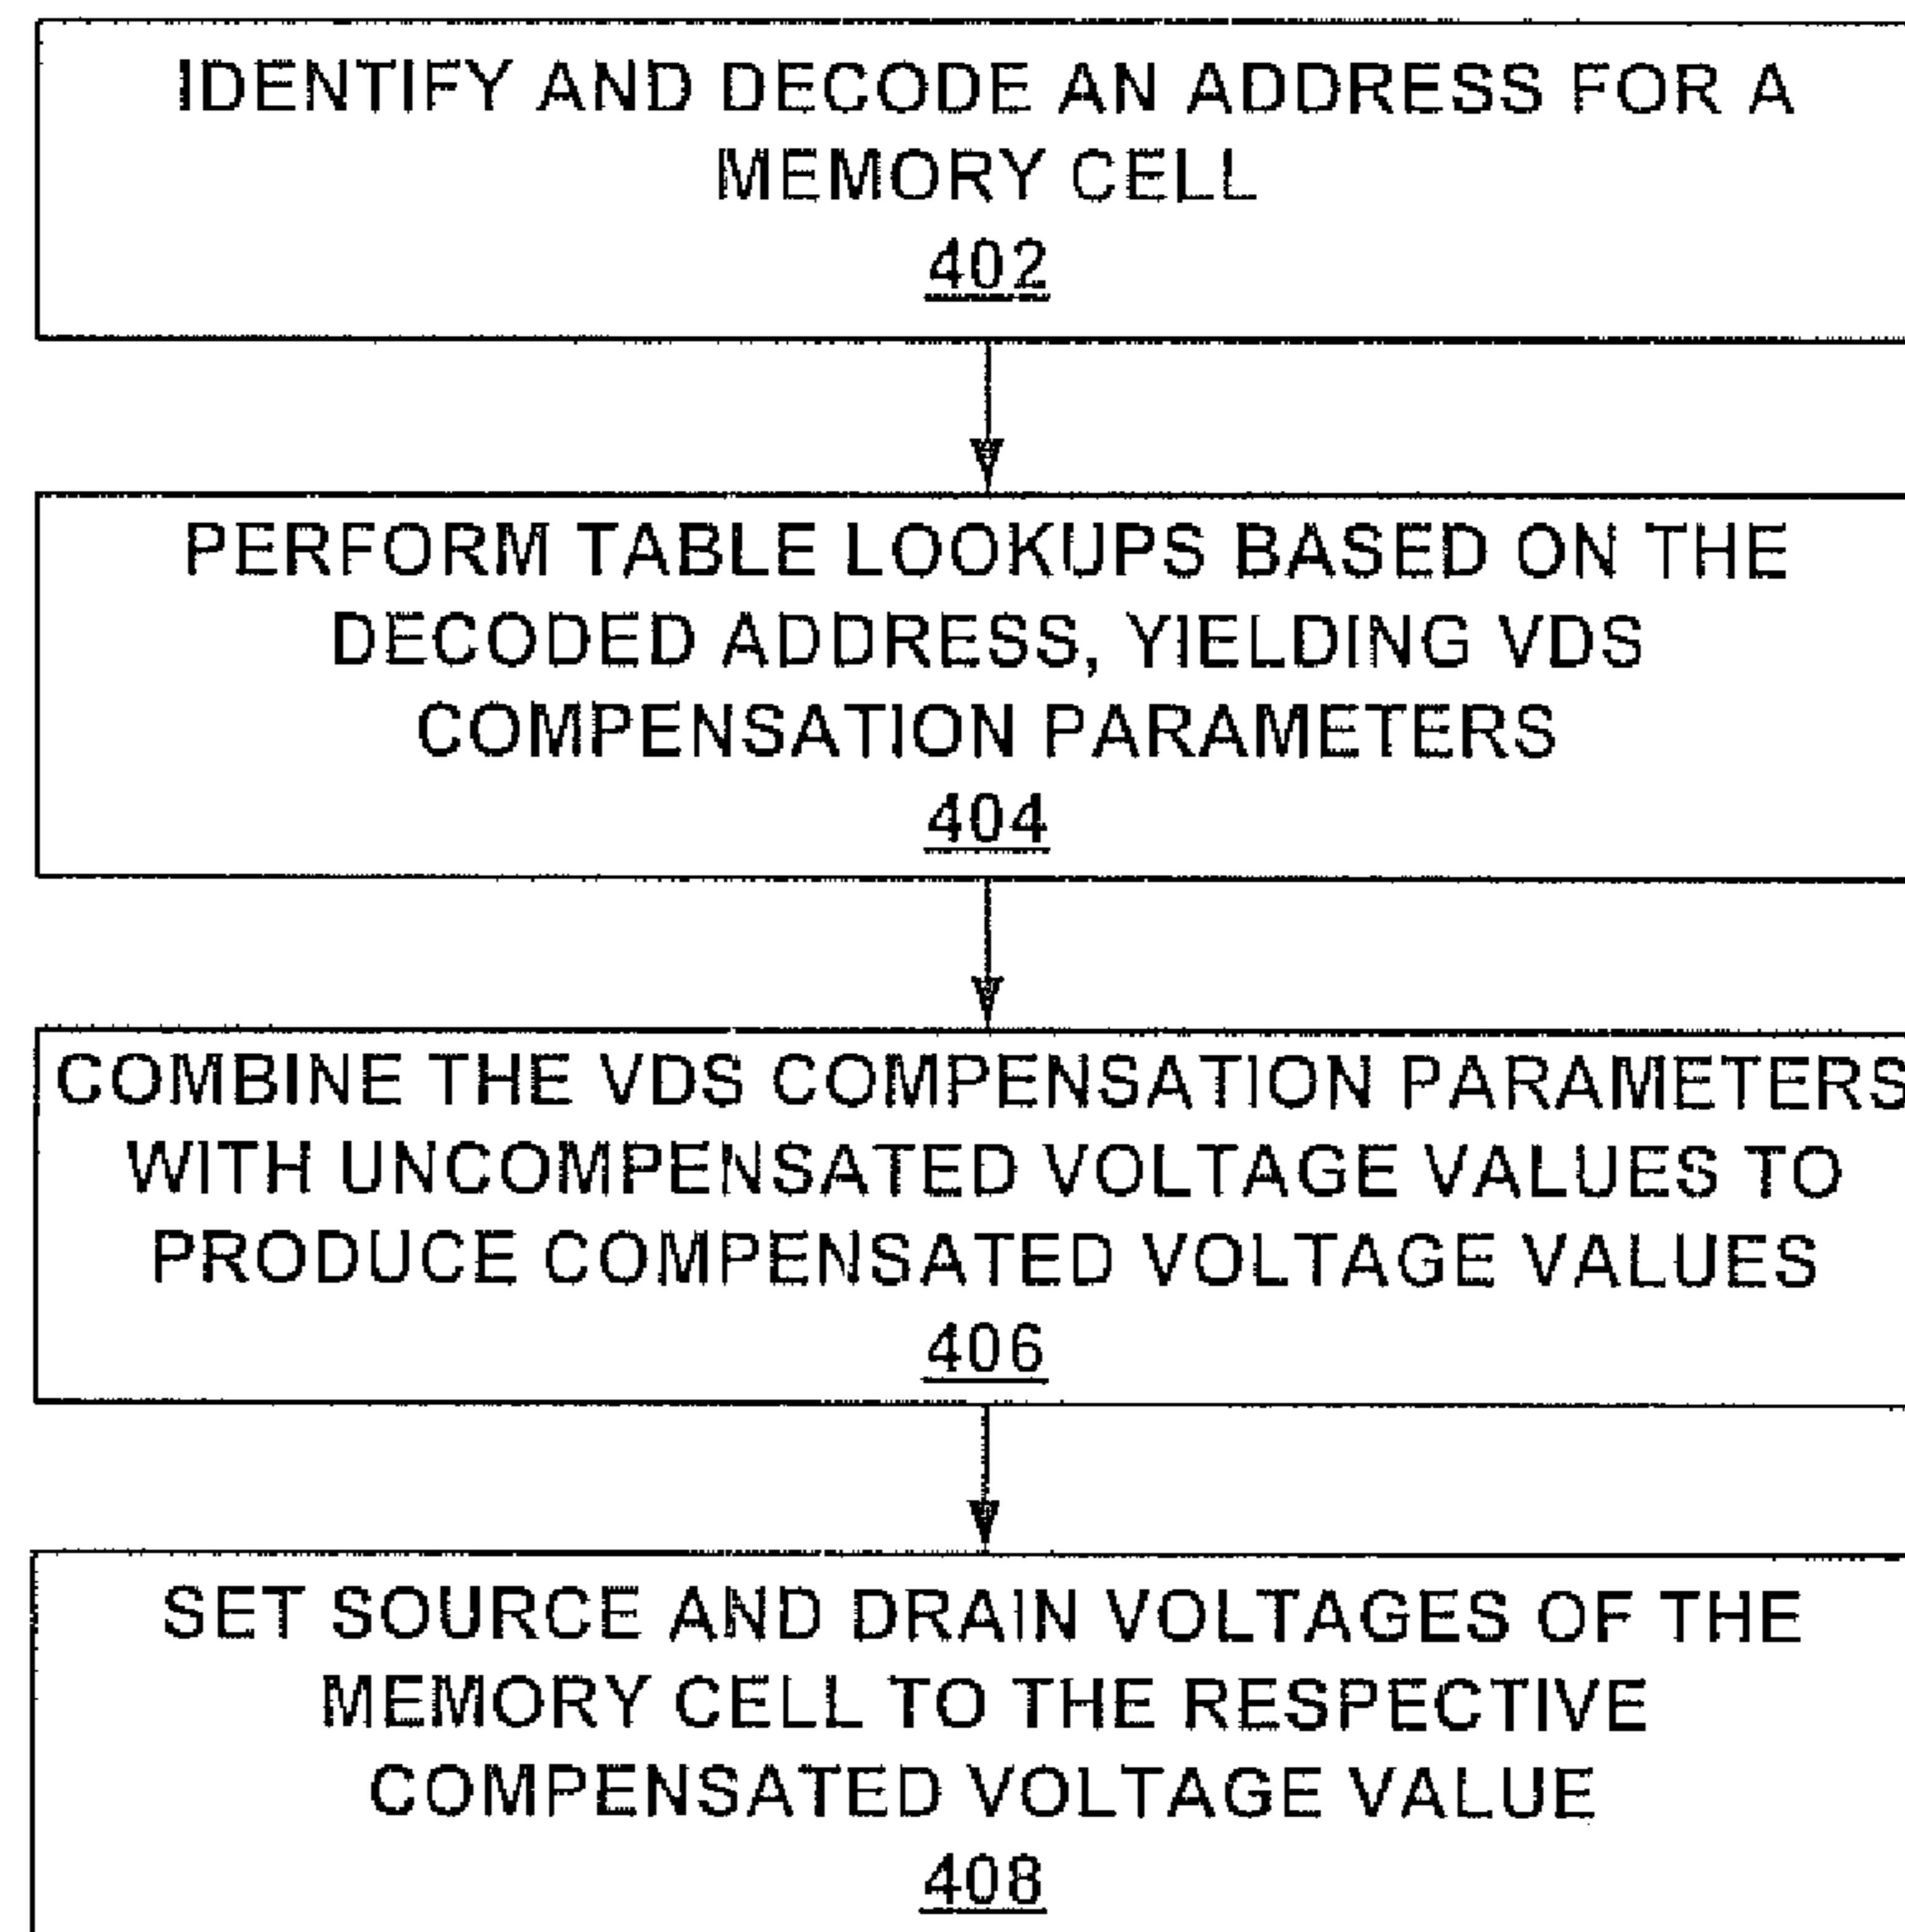 IDENTIFY AND DECODE AN ADDRESS FOR A
MEMORY CELL
402
PERFORM TABLE LOOKUPS BASED ON THE
DECODED ADDRESS, YIELDING VDS
COMPENSATION PARAMETERS
404
COMBINE THE VDS COMPENSATION PARAMETERS
WITH UNCOMPENSATED VOLTAGE VALUES TO
PRODUCE COMPENSATED VOLTAGE VALUES
406
SET SOURCE AND DRAIN VOLTAGES OF THE
MEMORY CELL TO THE RESPECTIVE
COMPENSATED VOLTAGE VALUE
408